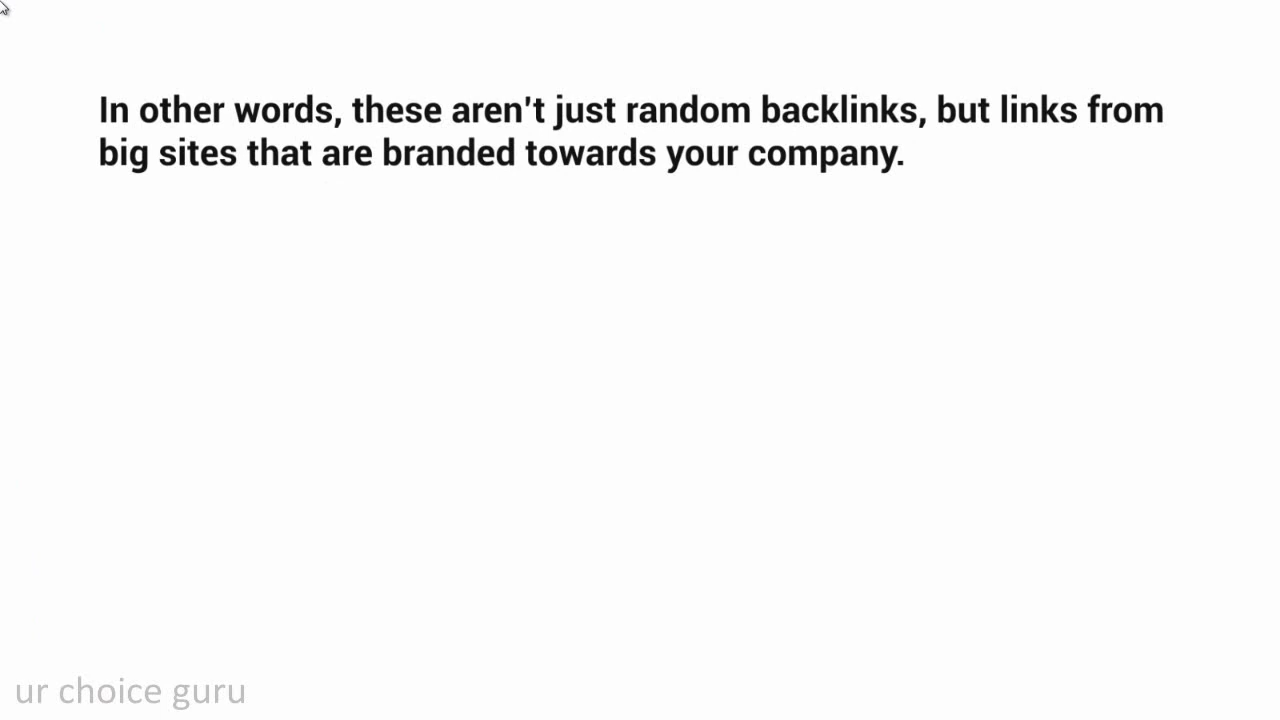 In other words, these aren't just random backlinks, but links from
big sites that are branded towards your company.
ur choice guru